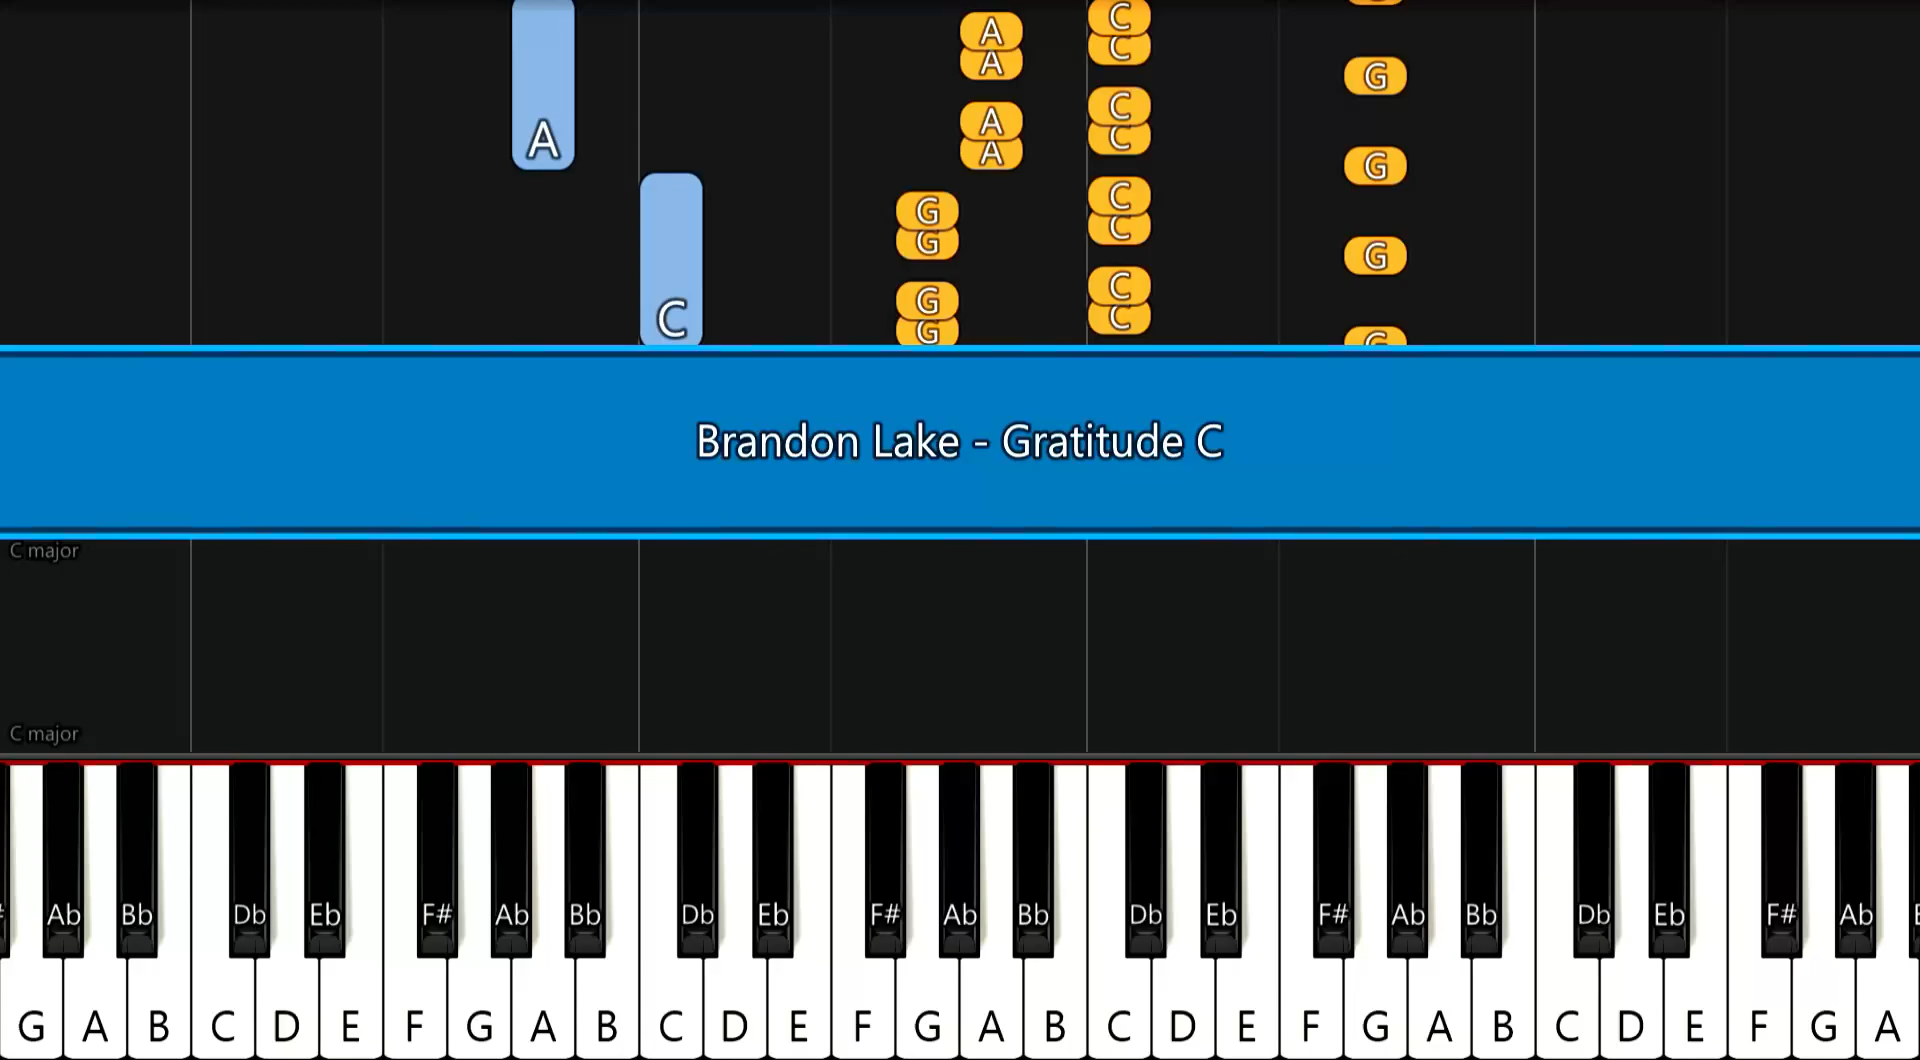 A C G
A
C G
A C
A C
G
A C
G C
G C G
G C
G C
C G
Brandon Lake - Gratitude C
C major
C major
Ab Bb Db Eb F# Ab Bb Db Eb F# Ab Bb Db Eb F# Ab Bb Db Eb F# Ab
G A B C D E F G A B C D E F G A B C D E F G A B C D E F G A